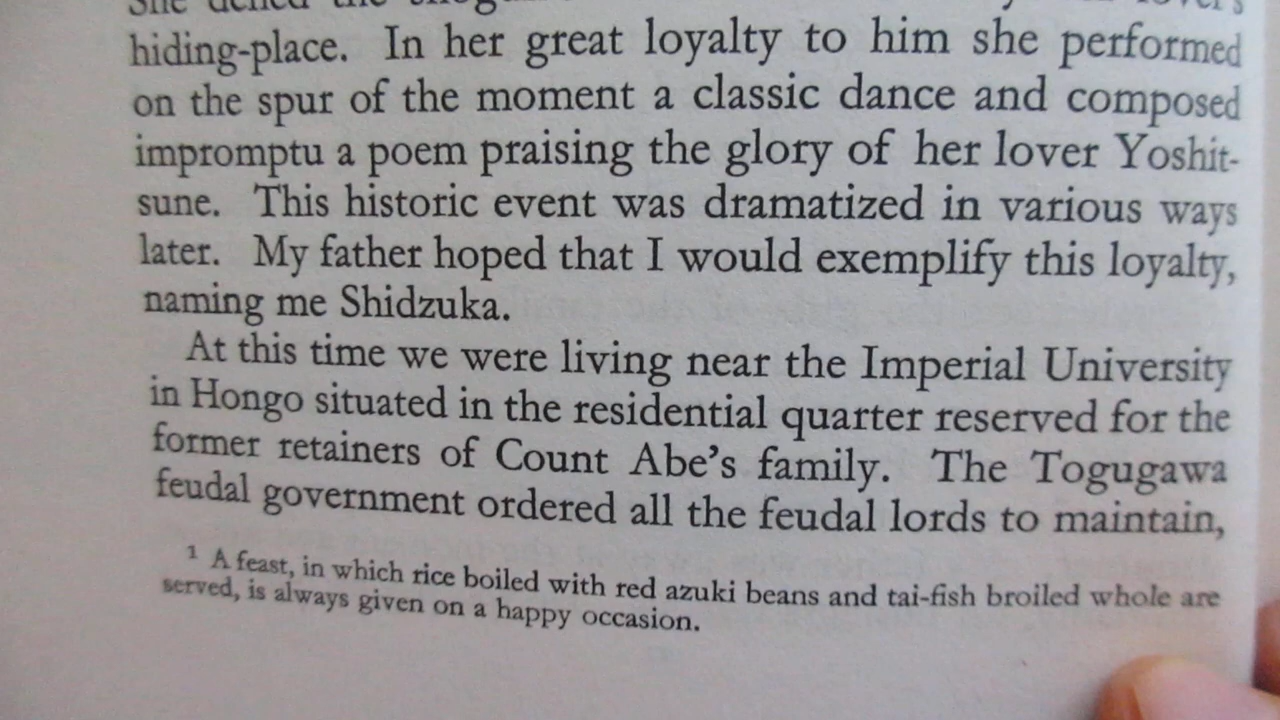 hiding-place. In her great loyalty to him she performed
on the spur of the moment a classic dance and composed
impromptu a poem praising the glory of her lover Yoshit-
sune. This historic event was dramatized in various ways
later. My father hoped that I would exemplify this loyalty,
naming me Shidzuka.
At this time we were living near the Imperial University
in Hongo situated in the residential quarter reserved for the
former retainers of Count Abe's family. The Togugawa
feudal government ordered all the feudal lords to maintain,
1 A feast, in which rice boiled with red azuki beans and tai-fish broiled whole are
served, is always given on a happy occasion.